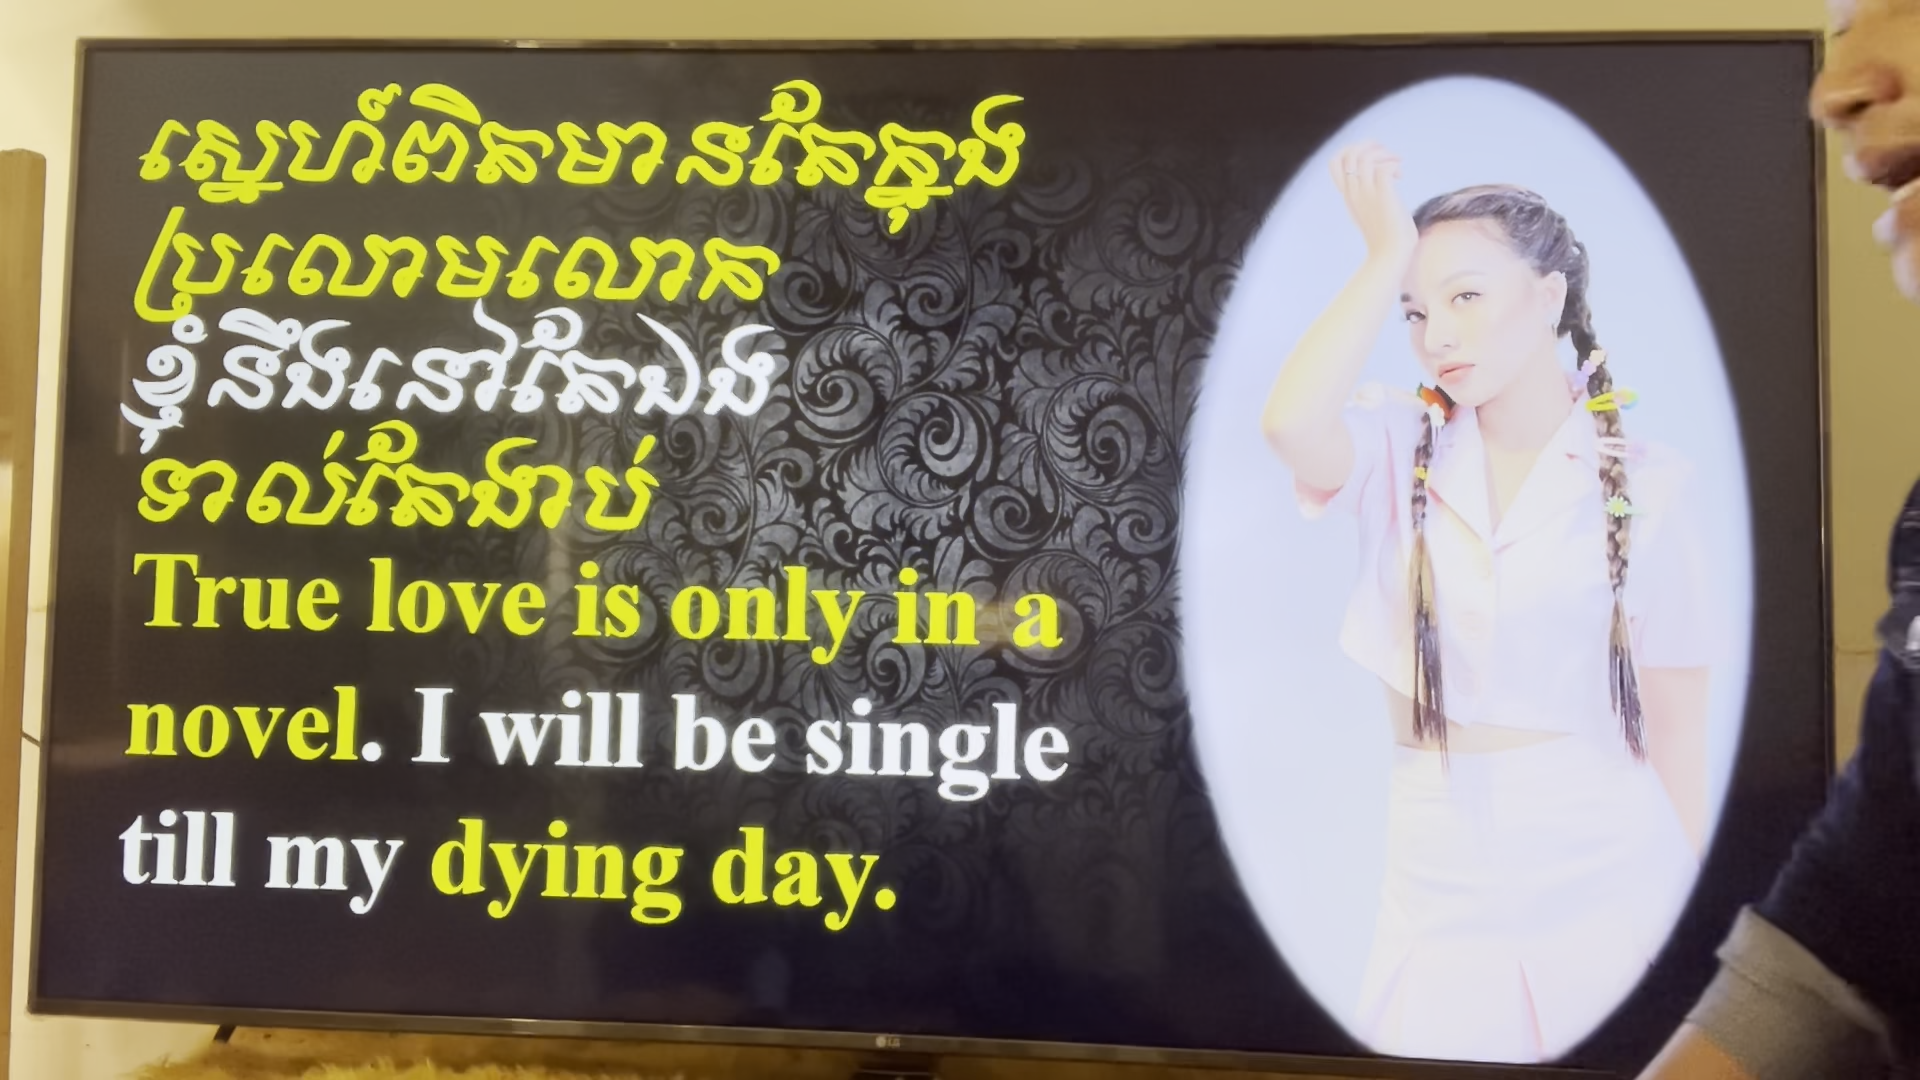 ស្នេហ៍ពិតមានតែក្នុង
ប្រលោមលោក
ខ្ញុំនឹងនៅតែឯង
ទាល់តែងាប់
True love is only in a
novel. I will be single
till my dying day.
LG